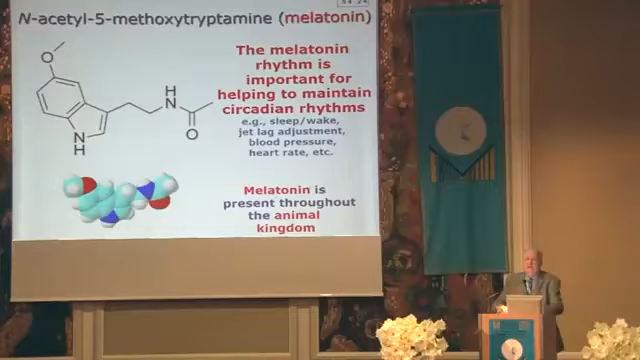 N-acetyl-5-methoxytryptamine (melatonin)
O
H
N
O
N
H
The melatonin
rhythm is
important for
helping to maintain
circadian rhythms
e.g., sleep/wake,
jet lag adjustment,
blood pressure,
heart rate, etc.
Melatonin is
present throughout
the animal
kingdom